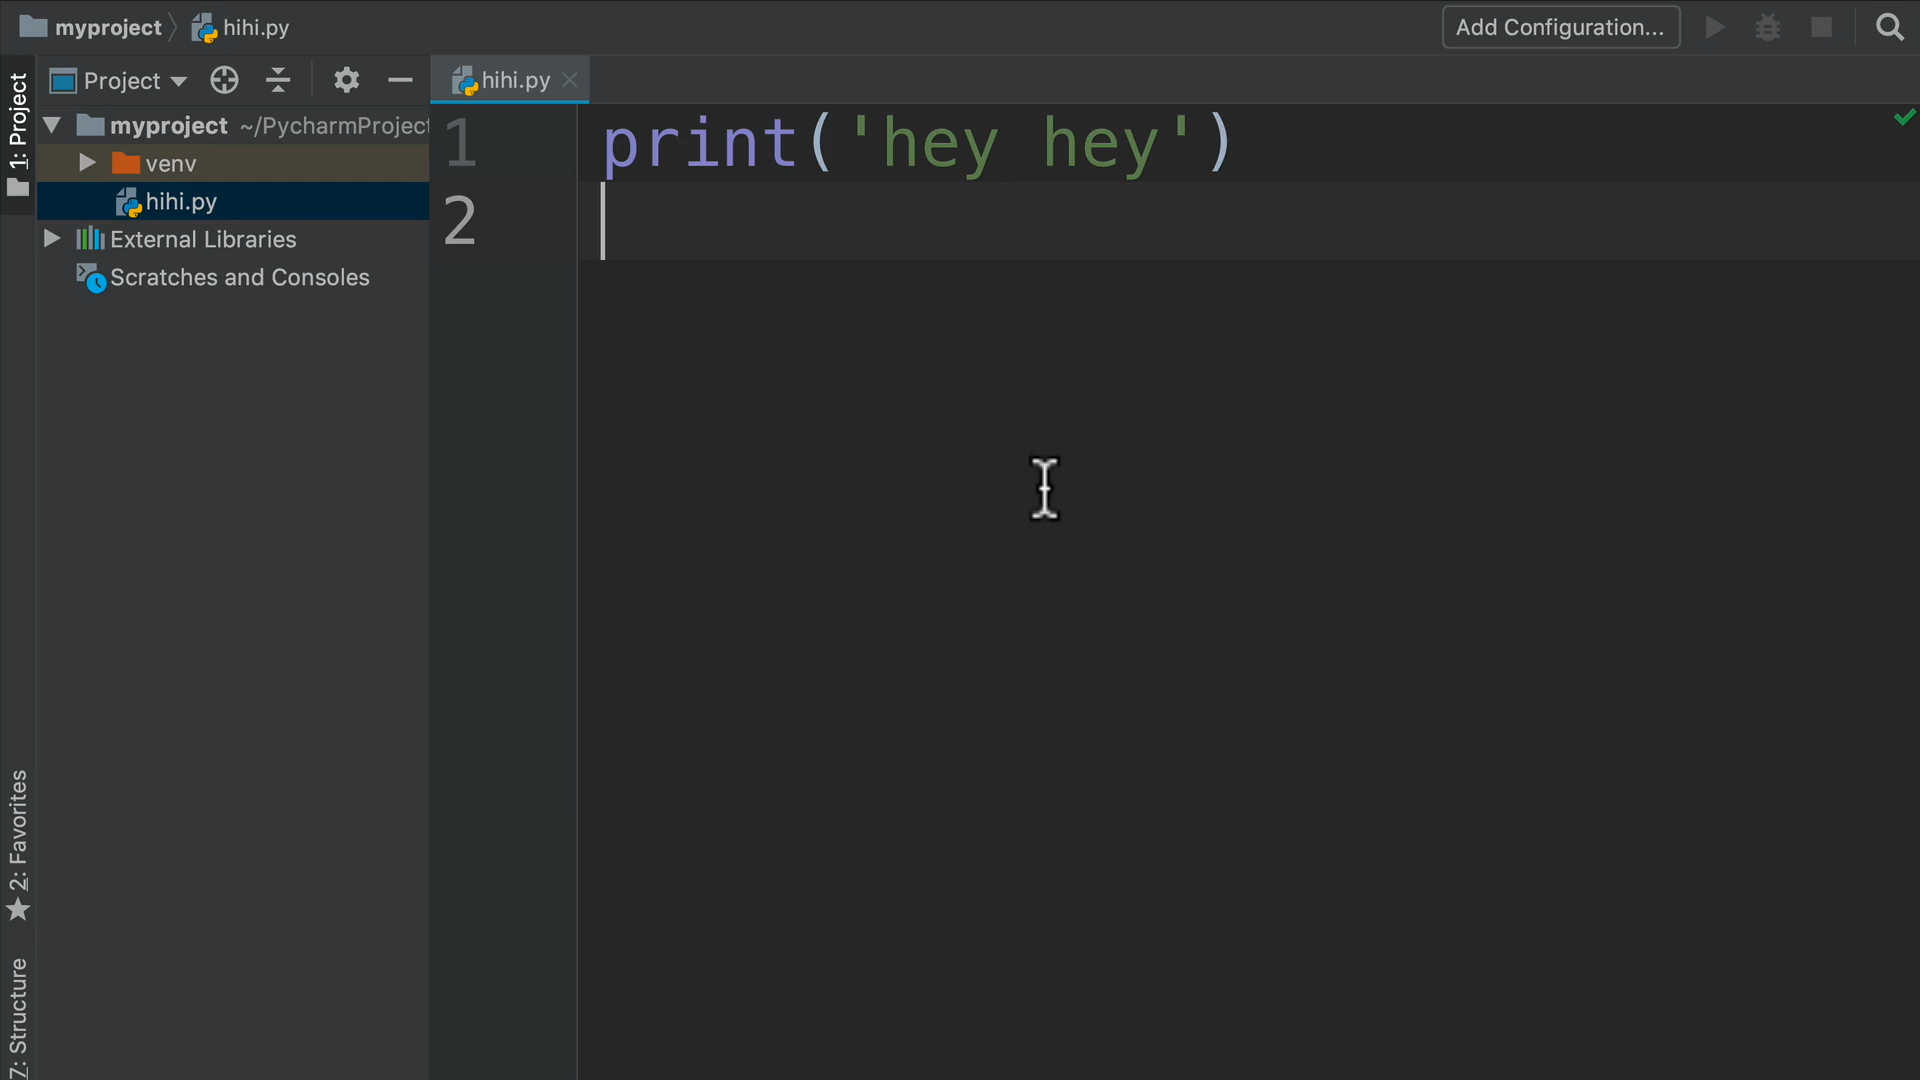 myproject
hihi.py
Add Configuration...
1: Project
Project
hihi.py
myproject ~/PycharmProject
venv
hihi.py
External Libraries
Scratches and Consoles
1 print('hey hey')
2
2: Favorites
7: Structure